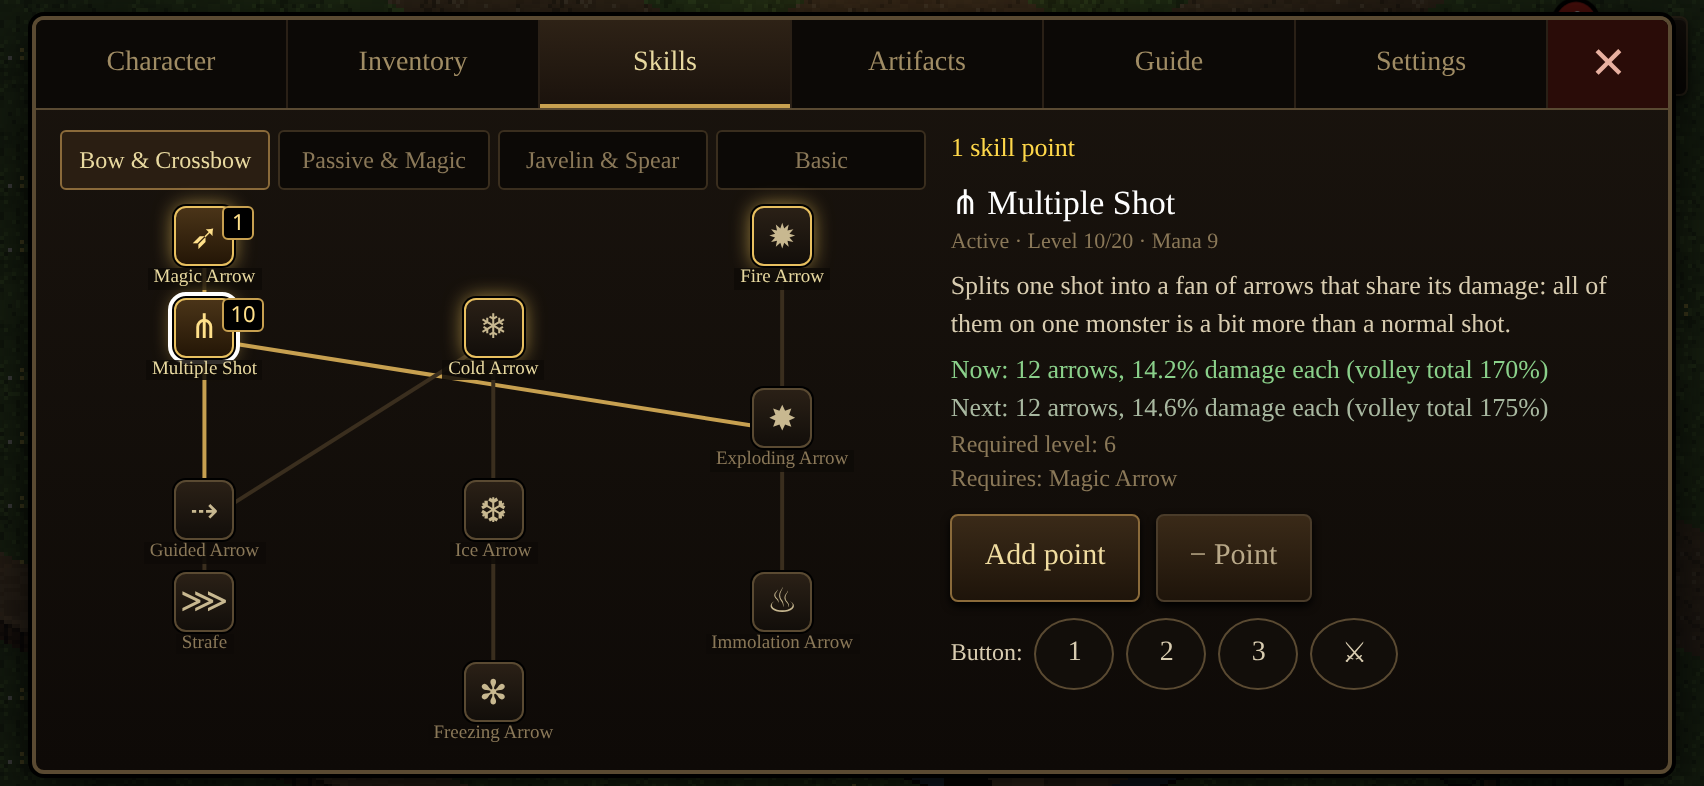 Character
Inventory
Skills
Artifacts
Guide
Settings
✕
Bow & Crossbow
Passive & Magic
Javelin & Spear
Basic
1
Magic Arrow
Fire Arrow
10
Multiple Shot
Cold Arrow
Exploding Arrow
Guided Arrow
Ice Arrow
Strafe
Immolation Arrow
Freezing Arrow
1 skill point
⋔ Multiple Shot
Active · Level 10/20 · Mana 9
Splits one shot into a fan of arrows that share its damage: all of
them on one monster is a bit more than a normal shot.
Now: 12 arrows, 14.2% damage each (volley total 170%)
Next: 12 arrows, 14.6% damage each (volley total 175%)
Required level: 6
Requires: Magic Arrow
Add point
− Point
Button: 1 2 3 ⚔